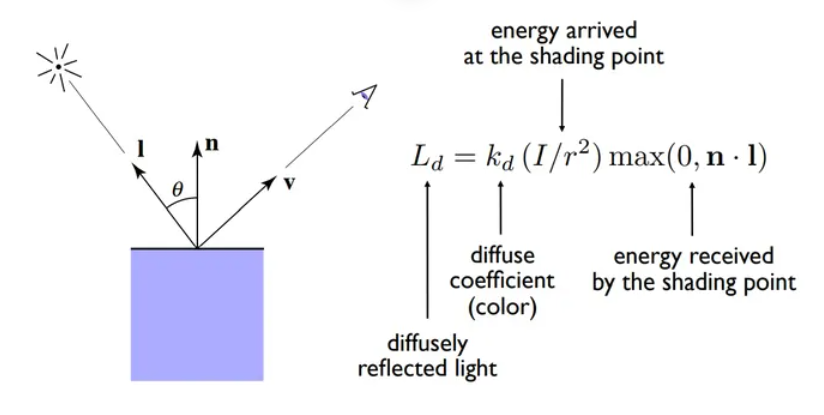 energy arrived
at the shading point
l
n
θ
v
L_d = k_d (I/r²) max(0, n · l)
diffuse
coefficient
(color)
energy received
by the shading point
diffusely
reflected light